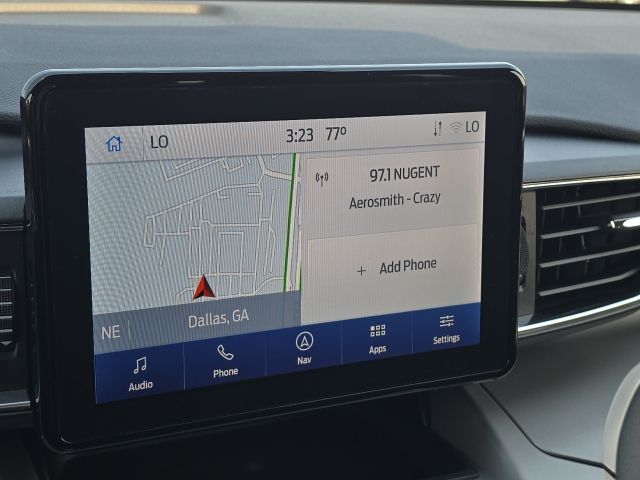 LO 3:23 77° LO
97.1 NUGENT
Aerosmith - Crazy
+ Add Phone
NE Dallas, GA
Audio Phone Nav Apps Settings